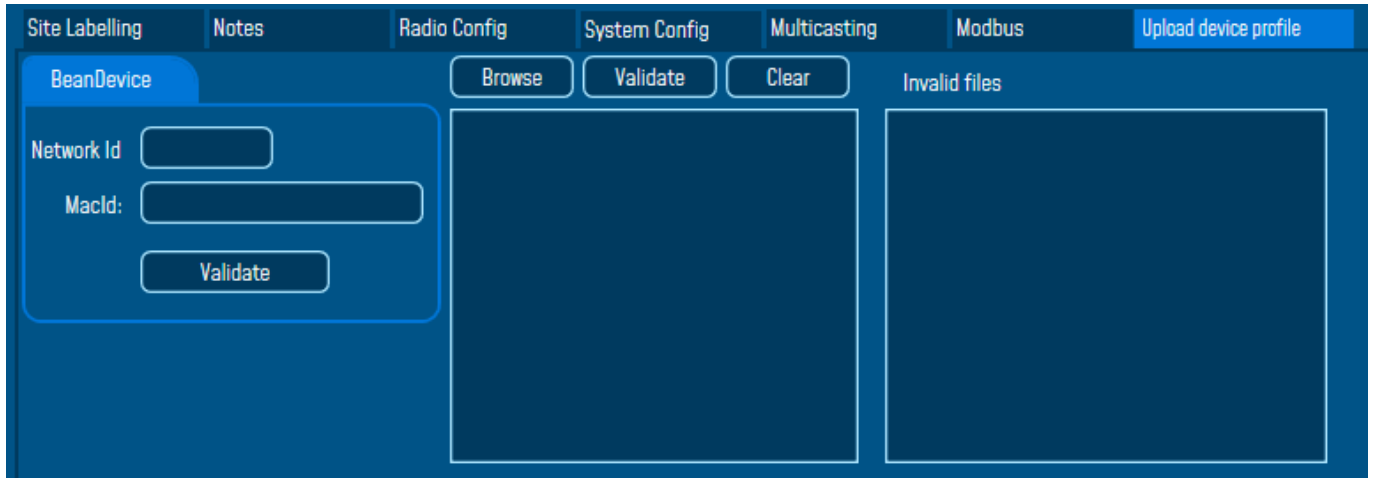 Site Labelling Notes Radio Config System Config Multicasting Modbus Upload device profile
BeanDevice
Browse Validate Clear Invalid files
Network Id
MacId:
Validate